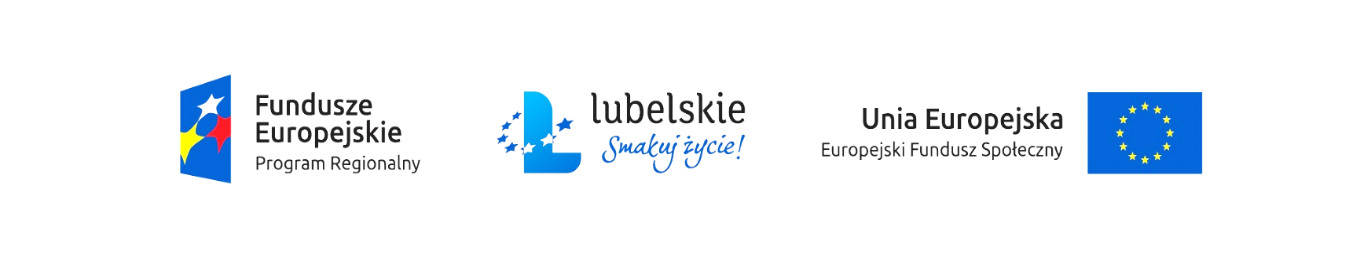 Fundusze
Europejskie
Program Regionalny
lubelskie
Smakuj życie!
Unia Europejska
Europejski Fundusz Społeczny